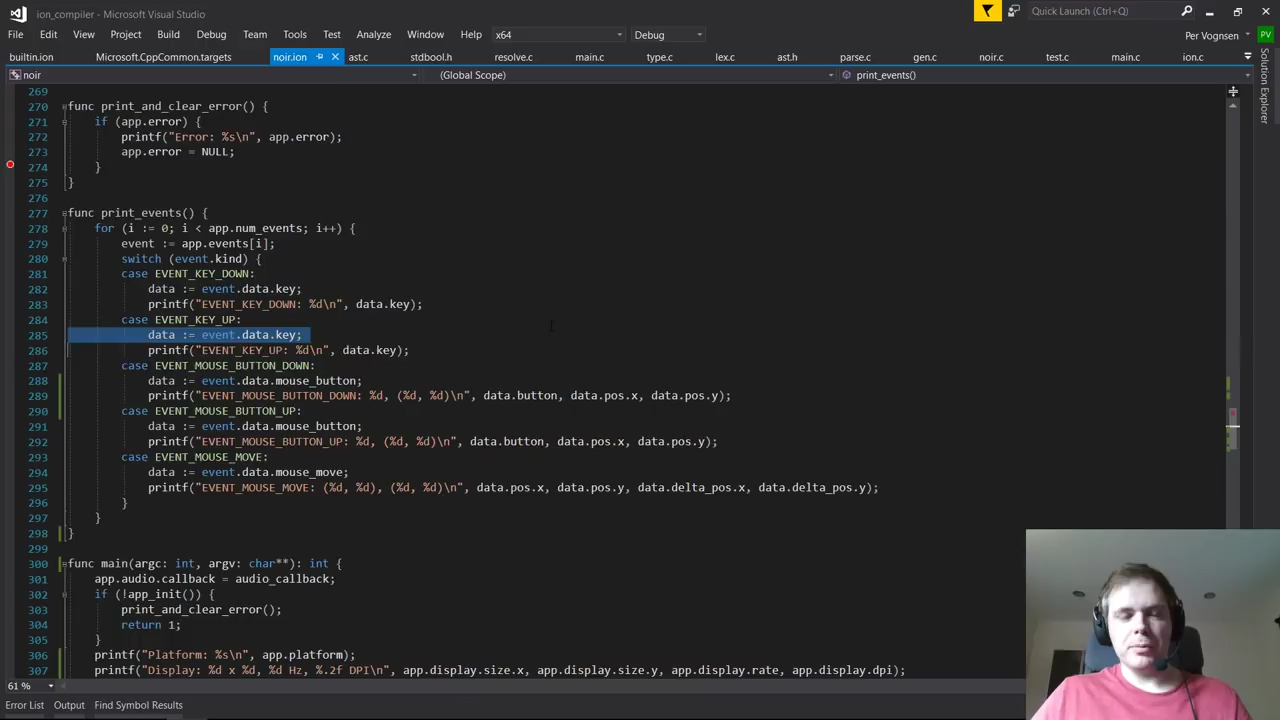 ion_compiler - Microsoft Visual Studio
Quick Launch (Ctrl+Q)
File Edit View Project Build Debug Team Tools Test Analyze Window Help x64 Debug Per Vognsen PV
builtin.ion Microsoft.CppCommon.targets noir.ion ast.c stdbool.h resolve.c main.c type.c lex.c ast.h parse.c gen.c noir.c test.c main.c ion.c
noir (Global Scope) print_events()
Solution Explorer
269
270 func print_and_clear_error() {
271 if (app.error) {
272 printf("Error: %s\n", app.error);
273 app.error = NULL;
274 }
275 }
276
277 func print_events() {
278 for (i := 0; i < app.num_events; i++) {
279 event := app.events[i];
280 switch (event.kind) {
281 case EVENT_KEY_DOWN:
282 data := event.data.key;
283 printf("EVENT_KEY_DOWN: %d\n", data.key);
284 case EVENT_KEY_UP:
285 data := event.data.key;
286 printf("EVENT_KEY_UP: %d\n", data.key);
287 case EVENT_MOUSE_BUTTON_DOWN:
288 data := event.data.mouse_button;
289 printf("EVENT_MOUSE_BUTTON_DOWN: %d, (%d, %d)\n", data.button, data.pos.x, data.pos.y);
290 case EVENT_MOUSE_BUTTON_UP:
291 data := event.data.mouse_button;
292 printf("EVENT_MOUSE_BUTTON_UP: %d, (%d, %d)\n", data.button, data.pos.x, data.pos.y);
293 case EVENT_MOUSE_MOVE:
294 data := event.data.mouse_move;
295 printf("EVENT_MOUSE_MOVE: (%d, %d), (%d, %d)\n", data.pos.x, data.pos.y, data.delta_pos.x, data.delta_pos.y);
296 }
297 }
298 }
299
300 func main(argc: int, argv: char**): int {
301 app.audio.callback = audio_callback;
302 if (!app_init()) {
303 print_and_clear_error();
304 return 1;
305 }
306 printf("Platform: %s\n", app.platform);
307 printf("Display: %d x %d, %d Hz, %.2f DPI\n", app.display.size.x, app.display.size.y, app.display.rate, app.display.dpi);
61 %
Error List Output Find Symbol Results